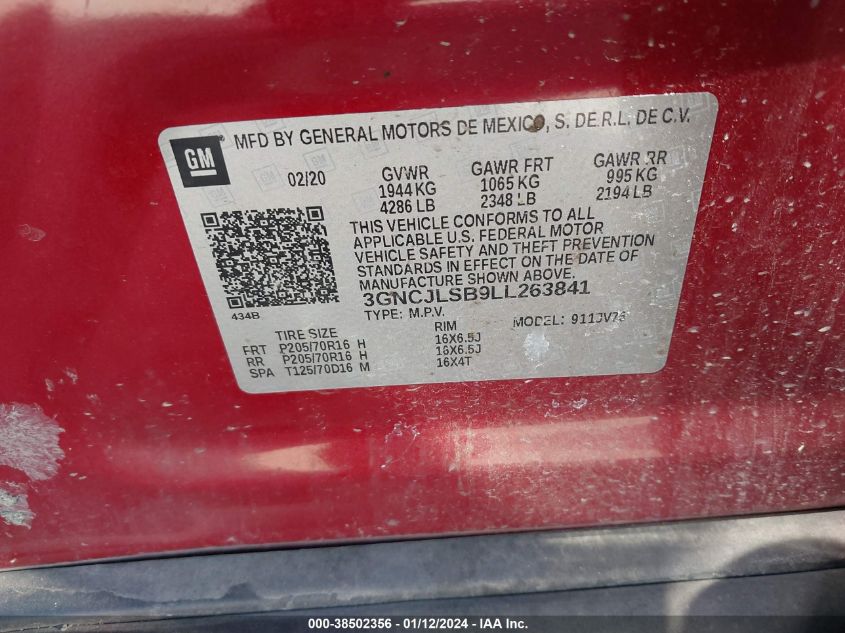 GM
MFD BY GENERAL MOTORS DE MEXICO, S. DE.R.L. DE C.V.
02/20
GVWR GAWR FRT GAWR RR
1944 KG 1065 KG 995 KG
4286 LB 2348 LB 2194 LB
THIS VEHICLE CONFORMS TO ALL
APPLICABLE U.S. FEDERAL MOTOR
VEHICLE SAFETY AND THEFT PREVENTION
STANDARDS IN EFFECT ON THE DATE OF
MANUFACTURE SHOWN ABOVE.
434B
3GNCJLSB9LL263841
TYPE: M.P.V. MODEL: 911JV76
TIRE SIZE RIM
FRT P205/70R16 H 16X6.5J
RR P205/70R16 H 16X6.5J
SPA T125/70D16 M 16X4T
000-38502356 - 01/12/2024 - IAA Inc.